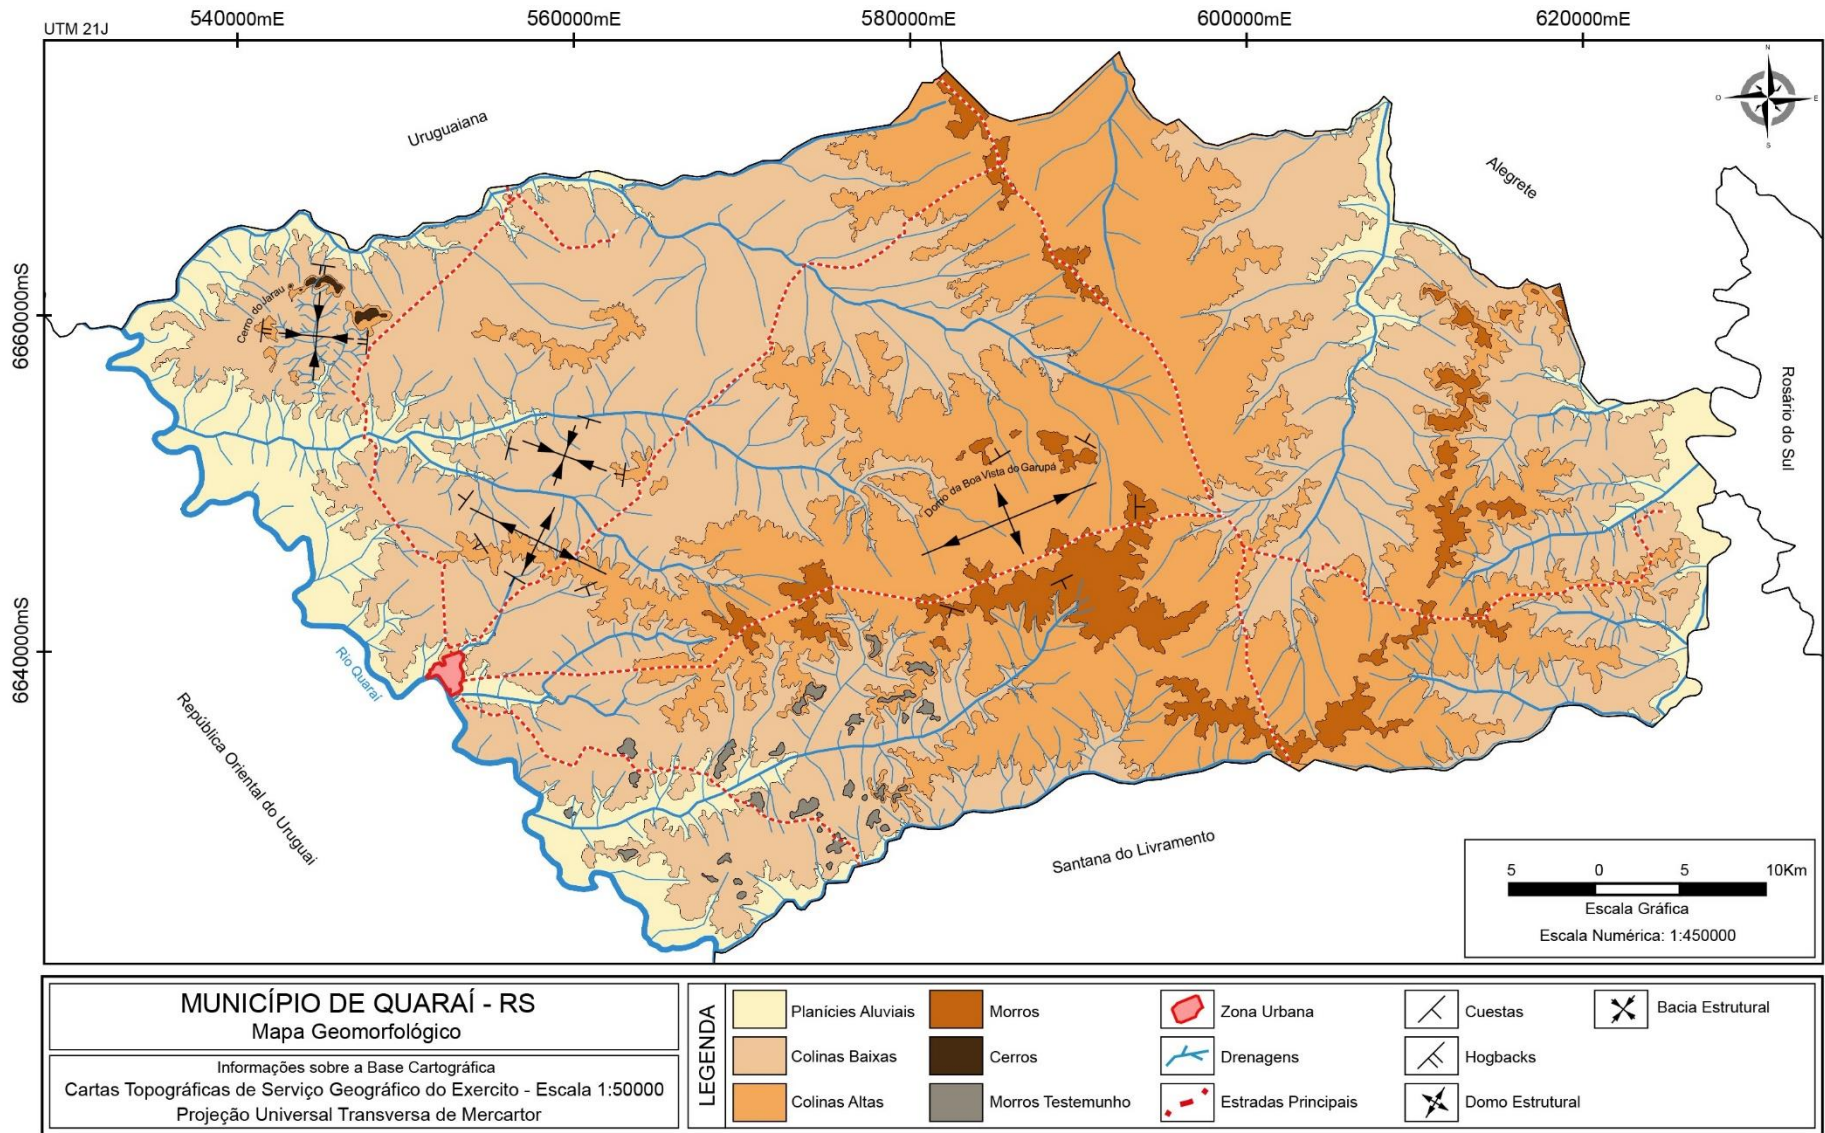 540000mE
560000mE
580000mE
600000mE
620000mE
UTM 21J
N
O
E
S
Uruguaiana
Alegrete
6660000mS
Cerro do Jarau
Rosário do Sul
Domo da Boa Vista do Garupá
6640000mS
Rio Quaraí
República Oriental do Uruguai
Santana do Livramento
5 0 5 10Km
Escala Gráfica
Escala Numérica: 1:450000
MUNICÍPIO DE QUARAÍ - RS
Mapa Geomorfológico
Informações sobre a Base Cartográfica
Cartas Topográficas de Serviço Geográfico do Exercito - Escala 1:50000
Projeção Universal Transversa de Mercartor
LEGENDA
Planícies Aluviais
Colinas Baixas
Colinas Altas
Morros
Cerros
Morros Testemunho
Zona Urbana
Drenagens
Estradas Principais
Cuestas
Hogbacks
Domo Estrutural
Bacia Estrutural